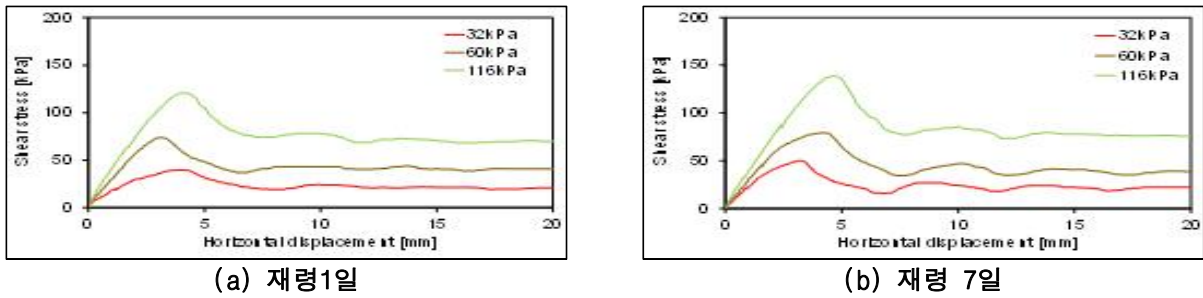 200
150
100
50
0
Shear stress [kPa]
32kPa
60kPa
116kPa
0 5 10 15 20
Horizontal displacement [mm]
(a) 재령1일
200
150
100
50
0
Shear stress [kPa]
32kPa
60kPa
116kPa
0 5 10 15 20
Horizontal displacement [mm]
(b) 재령 7일